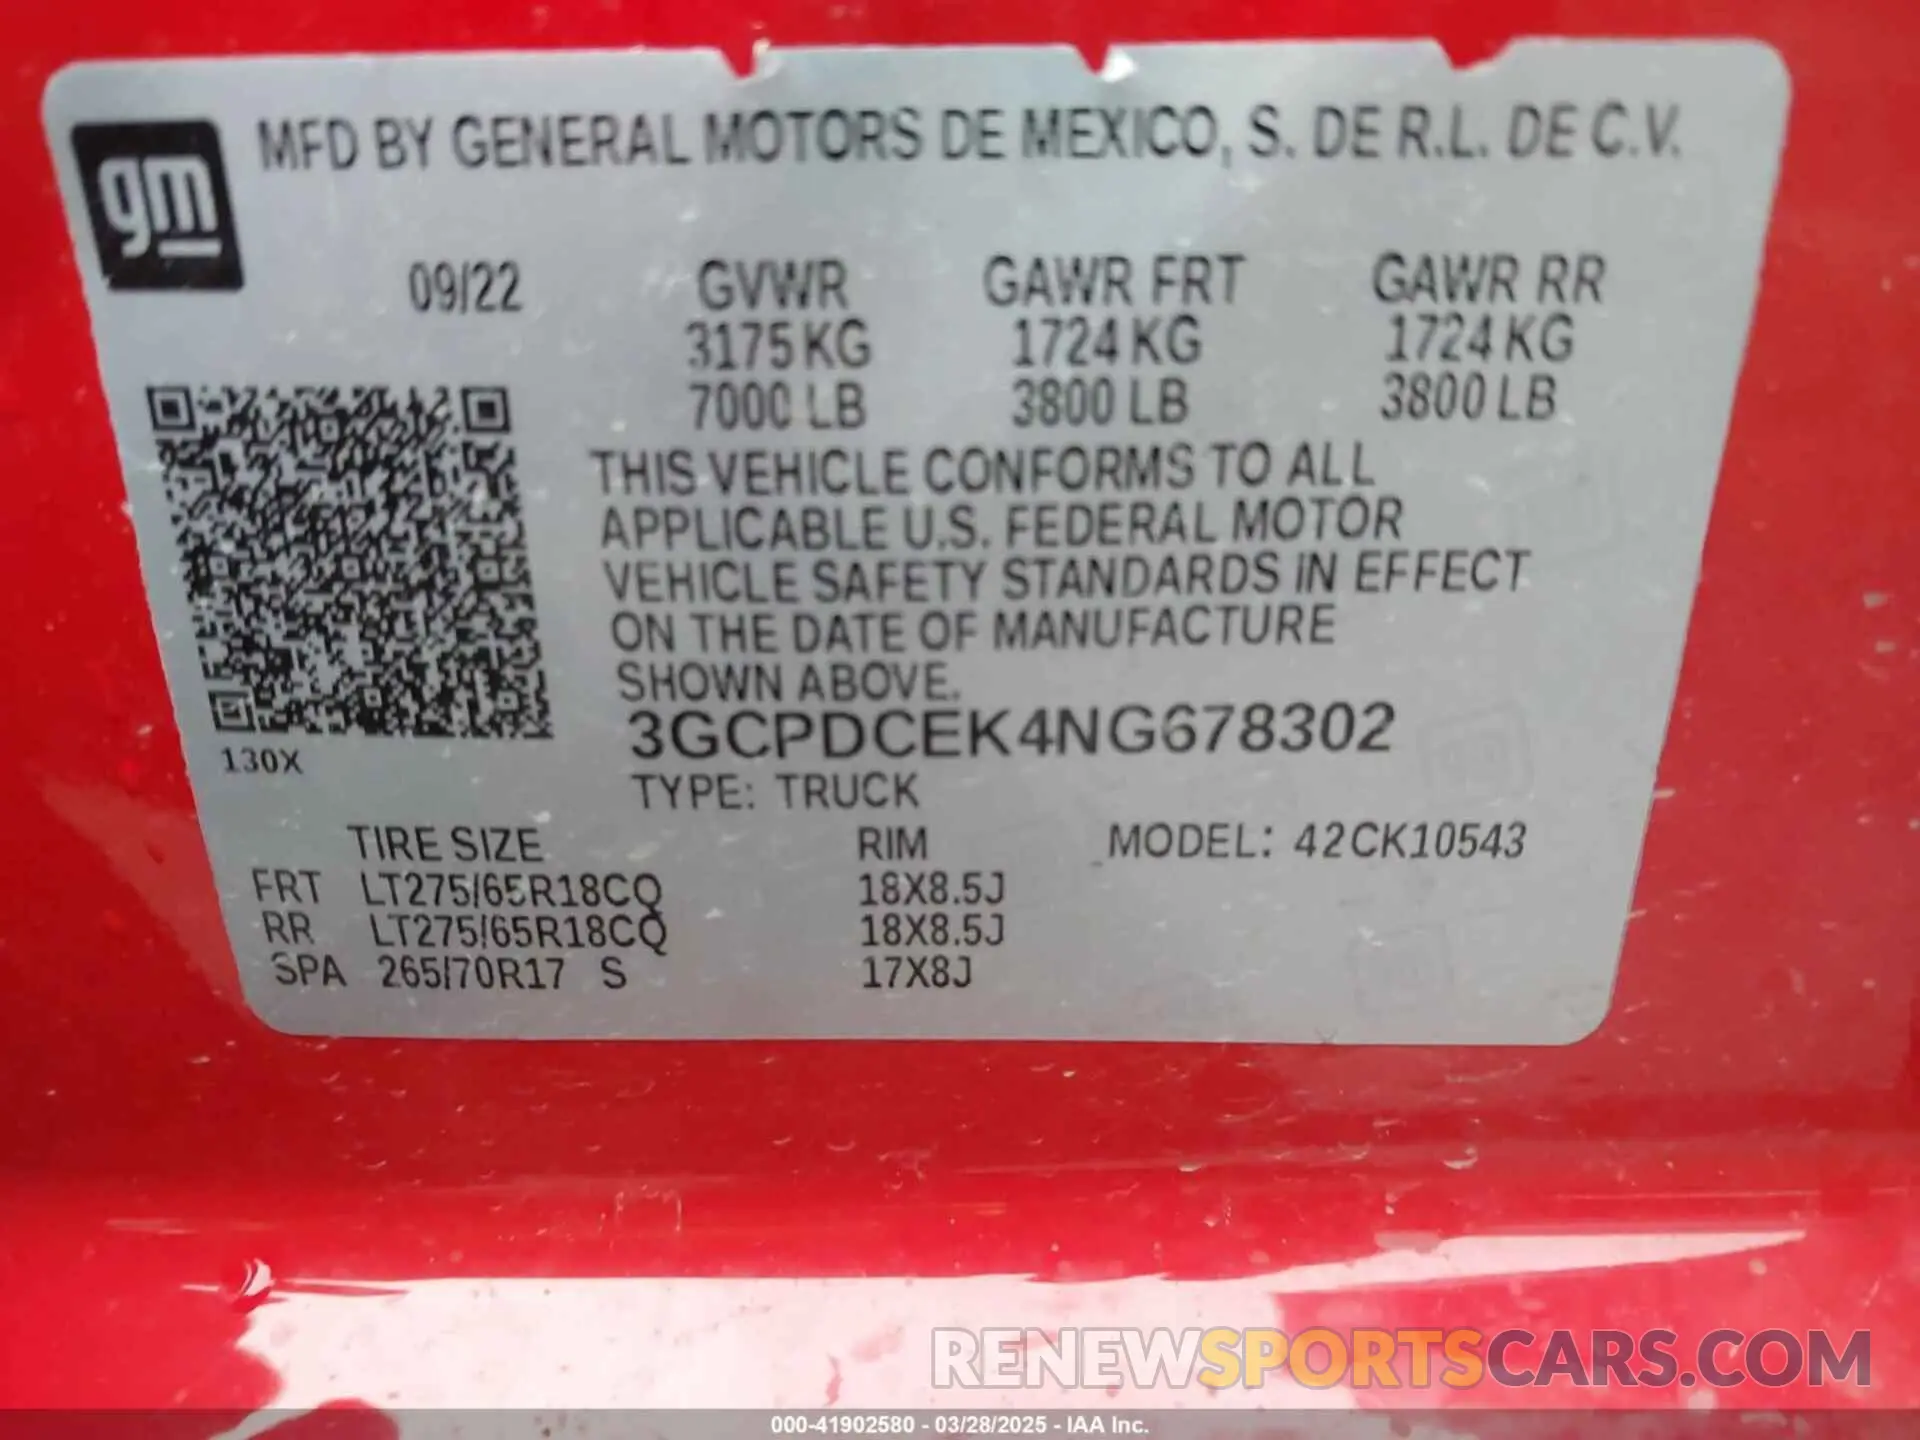 gm
MFD BY GENERAL MOTORS DE MEXICO, S. DE R.L. DE C.V.
09/22 GVWR GAWR FRT GAWR RR
3175 KG 1724 KG 1724 KG
7000 LB 3800 LB 3800 LB
THIS VEHICLE CONFORMS TO ALL
APPLICABLE U.S. FEDERAL MOTOR
VEHICLE SAFETY STANDARDS IN EFFECT
ON THE DATE OF MANUFACTURE
SHOWN ABOVE.
3GCPDCEK4NG678302
130X
TYPE: TRUCK
TIRE SIZE RIM MODEL: 42CK10543
FRT LT275/65R18CQ 18X8.5J
RR LT275/65R18CQ 18X8.5J
SPA 265/70R17 S 17X8J
RENEWSPORTSCARS.COM
000-41902580 - 03/28/2025 - IAA Inc.